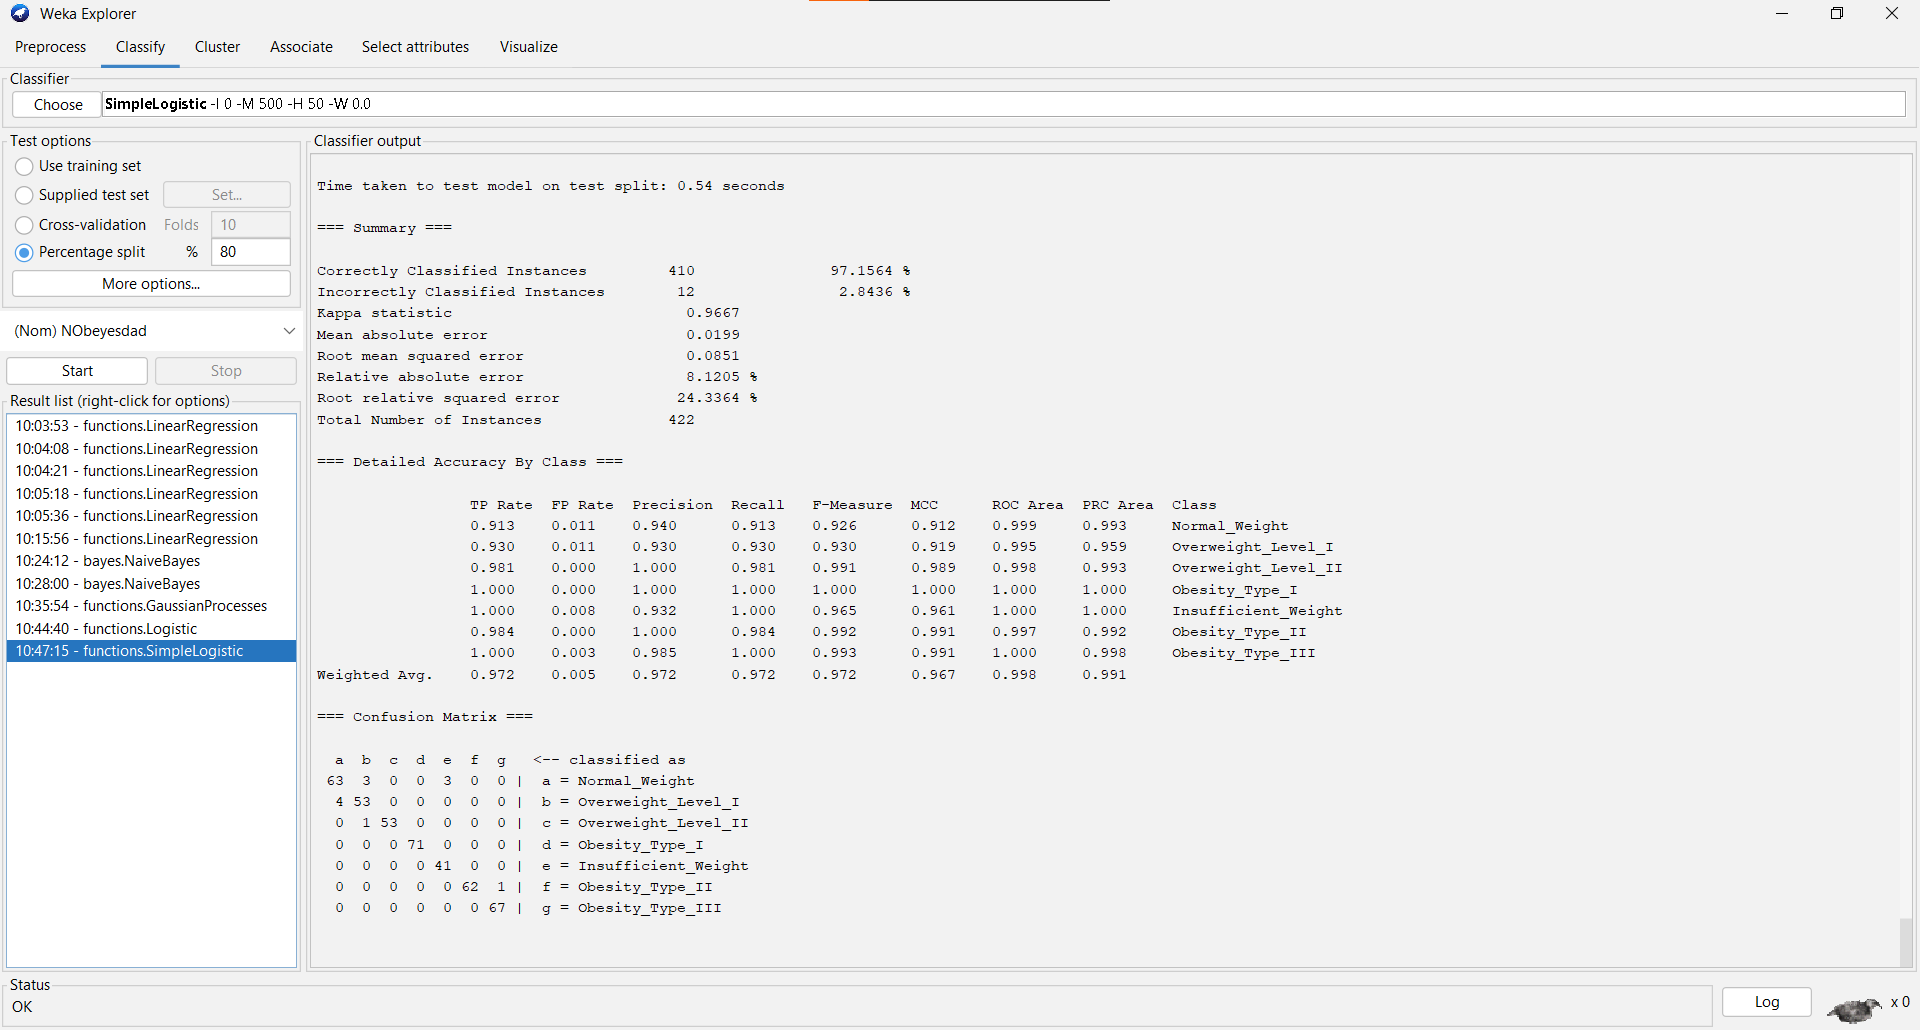 Weka Explorer
Preprocess Classify Cluster Associate Select attributes Visualize
Classifier
Choose SimpleLogistic -I 0 -M 500 -H 50 -W 0.0
Test options
Use training set
Supplied test set Set...
Cross-validation Folds 10
Percentage split % 80
More options...
(Nom) NObeyesdad
Start Stop
Result list (right-click for options)
10:03:53 - functions.LinearRegression
10:04:08 - functions.LinearRegression
10:04:21 - functions.LinearRegression
10:05:18 - functions.LinearRegression
10:05:36 - functions.LinearRegression
10:15:56 - functions.LinearRegression
10:24:12 - bayes.NaiveBayes
10:28:00 - bayes.NaiveBayes
10:35:54 - functions.GaussianProcesses
10:44:40 - functions.Logistic
10:47:15 - functions.SimpleLogistic
Classifier output
Time taken to test model on test split: 0.54 seconds
=== Summary ===
Correctly Classified Instances 410 97.1564 %
Incorrectly Classified Instances 12 2.8436 %
Kappa statistic 0.9667
Mean absolute error 0.0199
Root mean squared error 0.0851
Relative absolute error 8.1205 %
Root relative squared error 24.3364 %
Total Number of Instances 422
=== Detailed Accuracy By Class ===
TP Rate FP Rate Precision Recall F-Measure MCC ROC Area PRC Area Class
0.913 0.011 0.940 0.913 0.926 0.912 0.999 0.993 Normal_Weight
0.930 0.011 0.930 0.930 0.930 0.919 0.995 0.959 Overweight_Level_I
0.981 0.000 1.000 0.981 0.991 0.989 0.998 0.993 Overweight_Level_II
1.000 0.000 1.000 1.000 1.000 1.000 1.000 1.000 Obesity_Type_I
1.000 0.008 0.932 1.000 0.965 0.961 1.000 1.000 Insufficient_Weight
0.984 0.000 1.000 0.984 0.992 0.991 0.997 0.992 Obesity_Type_II
1.000 0.003 0.985 1.000 0.993 0.991 1.000 0.998 Obesity_Type_III
Weighted Avg. 0.972 0.005 0.972 0.972 0.972 0.967 0.998 0.991
=== Confusion Matrix ===
a b c d e f g <-- classified as
63 3 0 0 3 0 0 | a = Normal_Weight
4 53 0 0 0 0 0 | b = Overweight_Level_I
0 1 53 0 0 0 0 | c = Overweight_Level_II
0 0 0 71 0 0 0 | d = Obesity_Type_I
0 0 0 0 41 0 0 | e = Insufficient_Weight
0 0 0 0 0 62 1 | f = Obesity_Type_II
0 0 0 0 0 0 67 | g = Obesity_Type_III
Status
OK
Log x 0